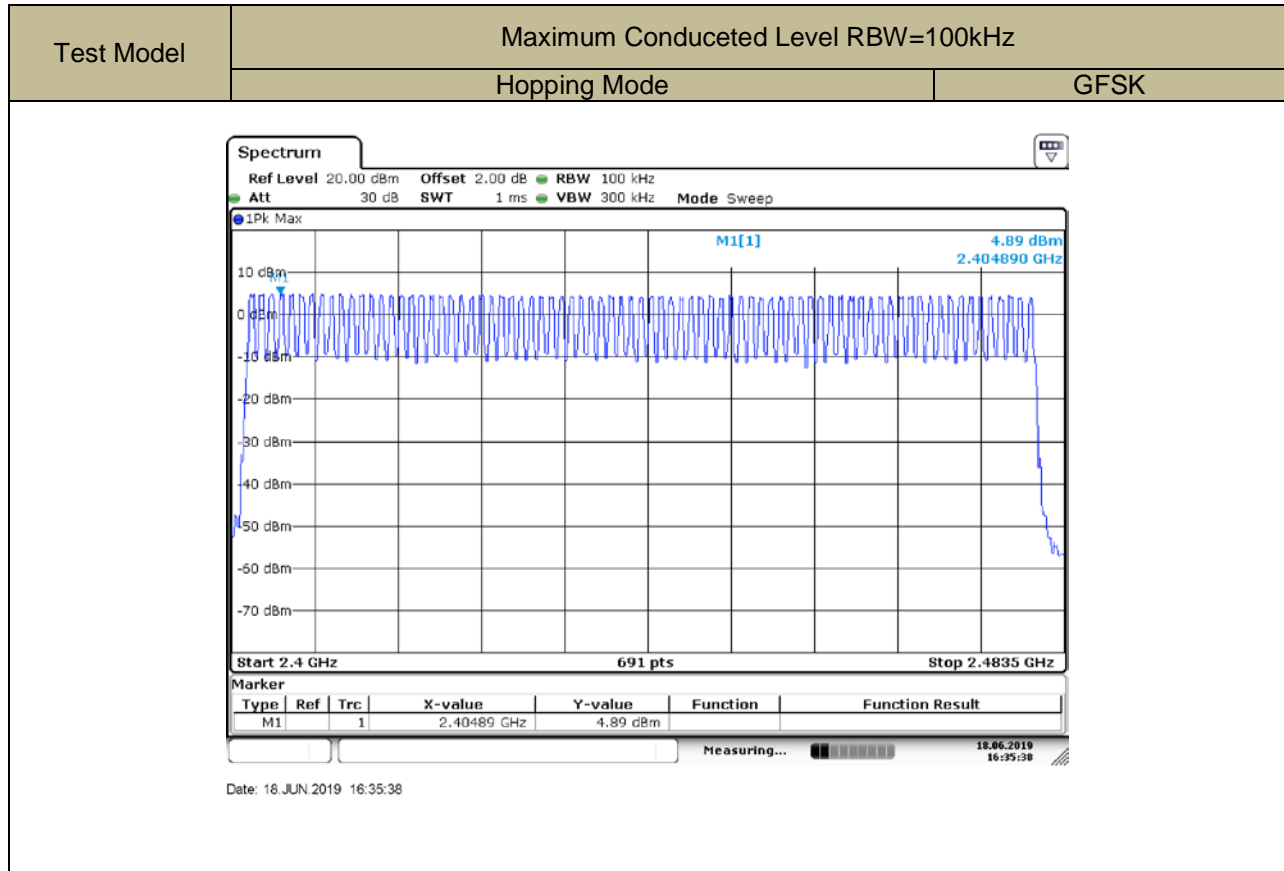 Test Model
Maximum Conduceted Level RBW=100kHz
Hopping Mode GFSK
Spectrum
Ref Level 20.00 dBm Offset 2.00 dB RBW 100 kHz
Att 30 dB SWT 1 ms VBW 300 kHz Mode Sweep
1Pk Max
M1[1] 4.89 dBm
2.404890 GHz
10 dBm
M1
0 dBm
-10 dBm
-20 dBm
-30 dBm
-40 dBm
-50 dBm
-60 dBm
-70 dBm
Start 2.4 GHz 691 pts Stop 2.4835 GHz
Marker
Type Ref Trc X-value Y-value Function Function Result
M1 1 2.40489 GHz 4.89 dBm
Measuring... 18.06.2019
16:35:38
Date: 18.JUN.2019 16:35:38